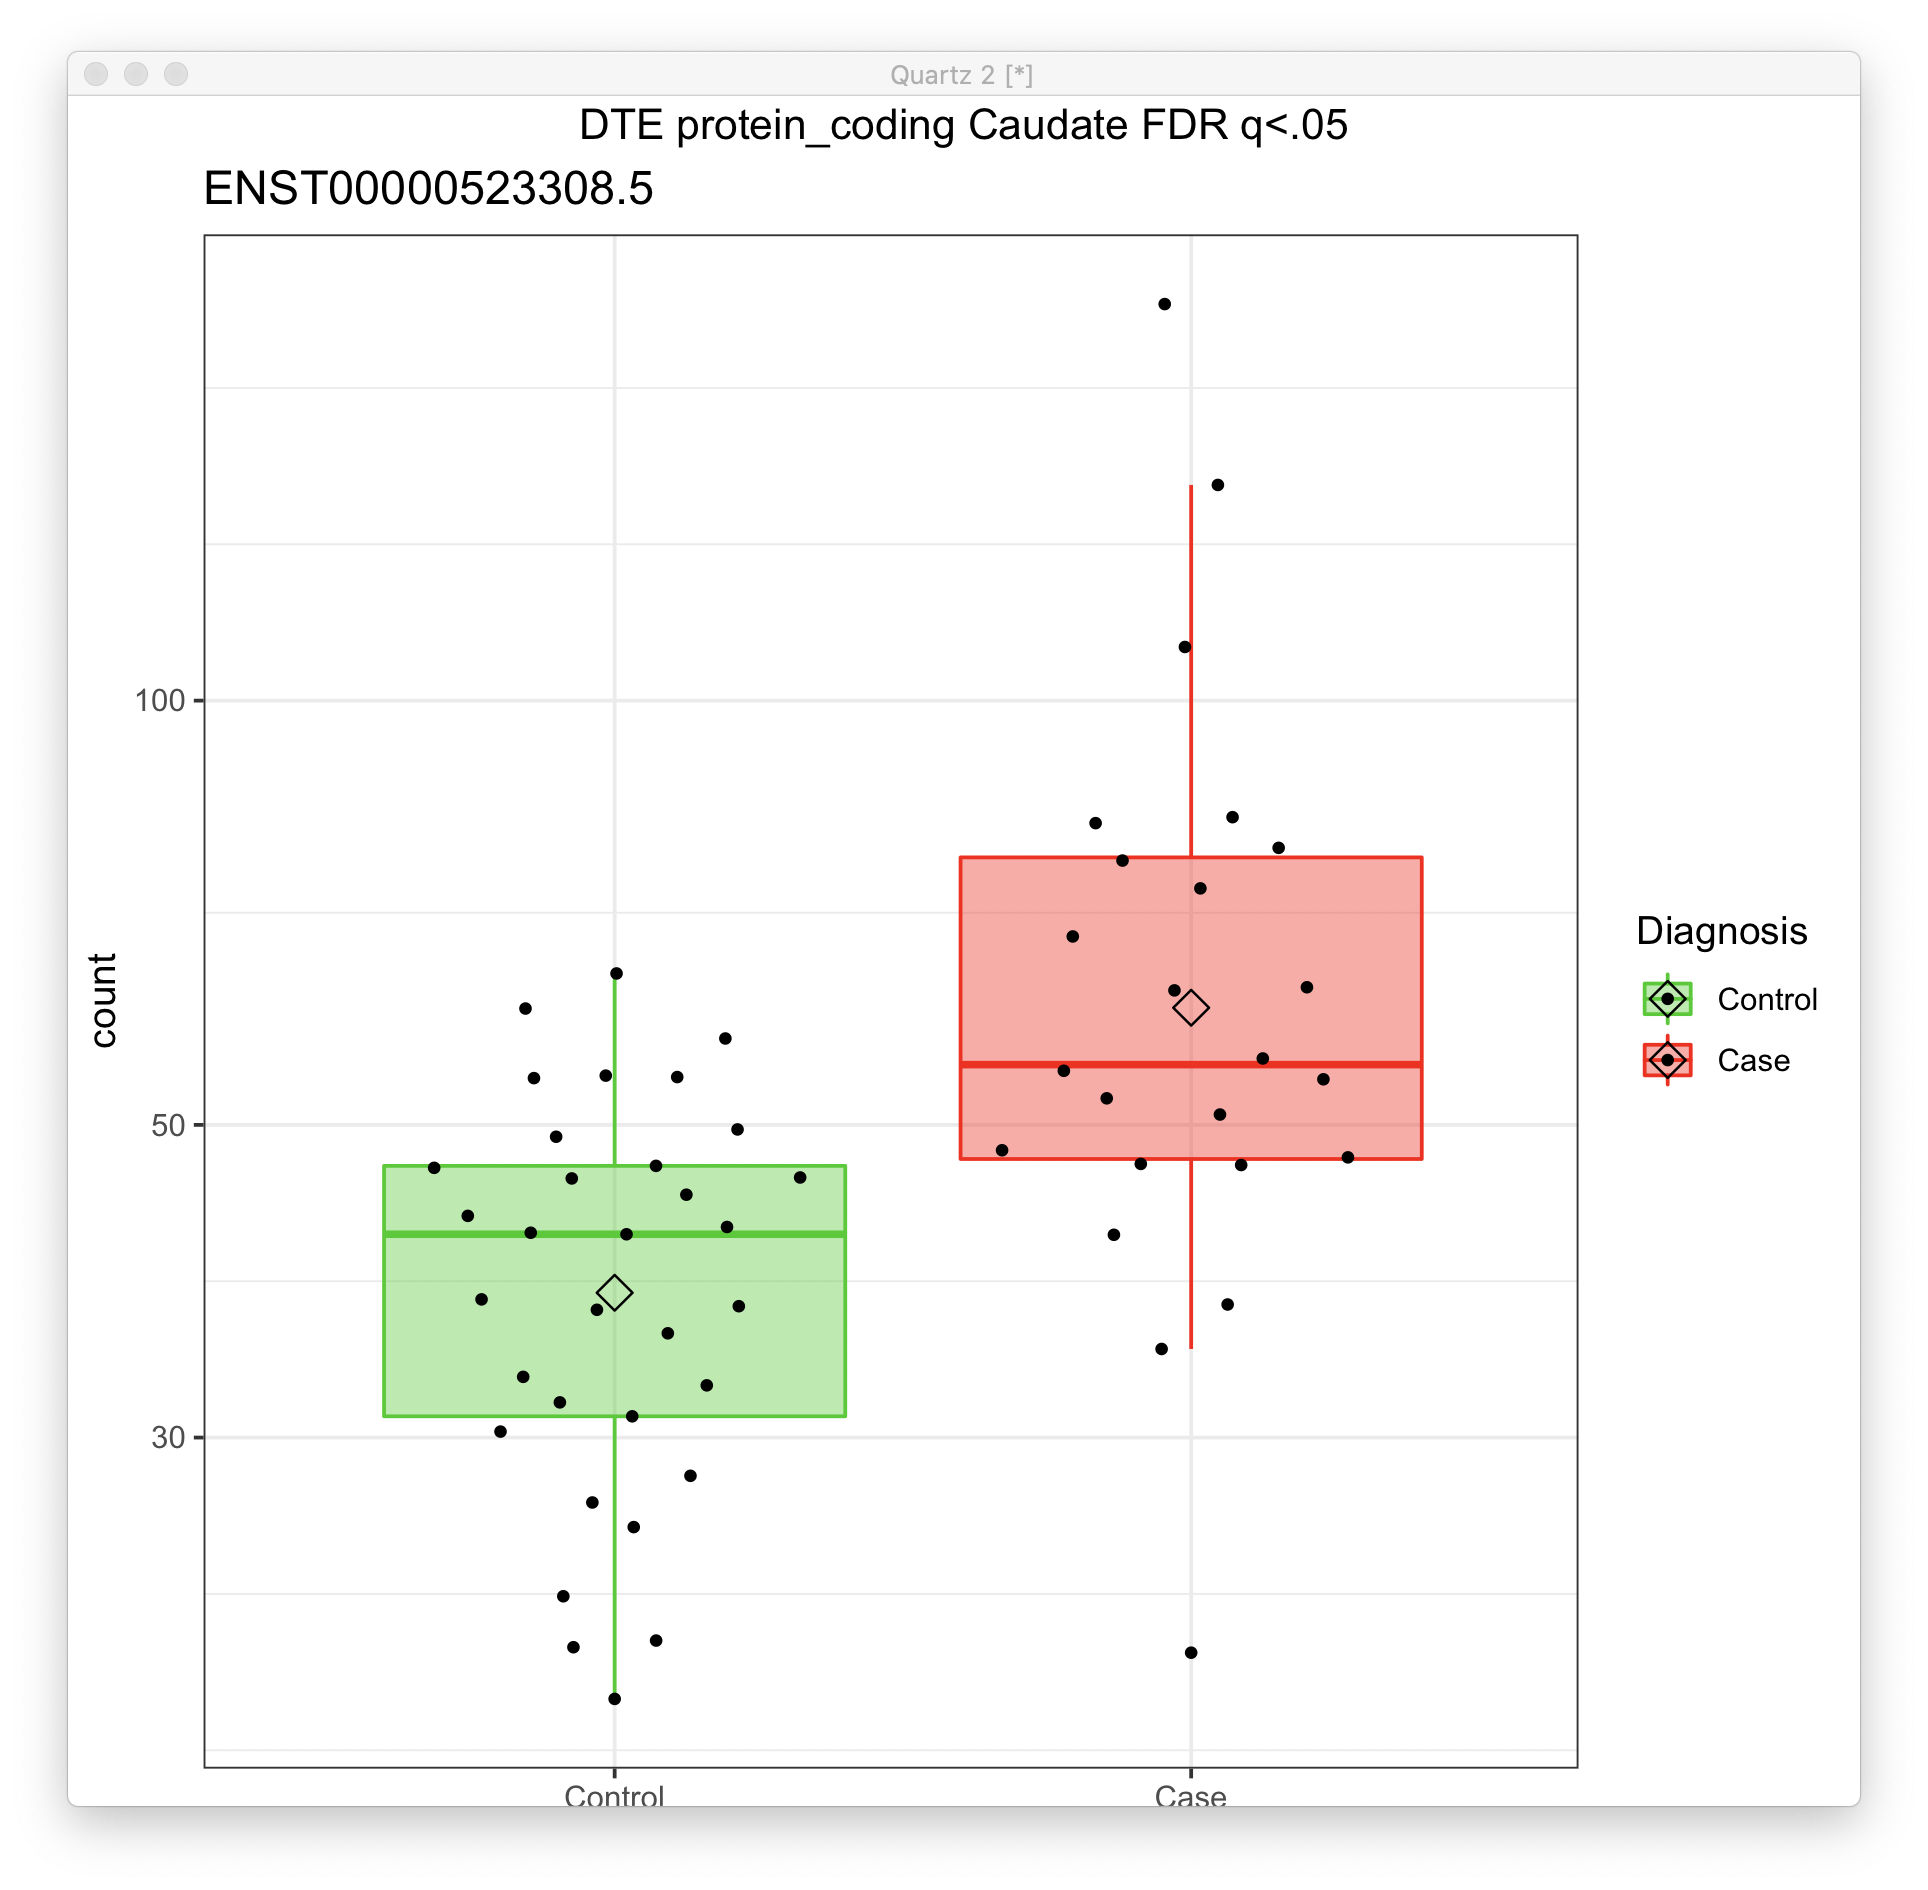 Quartz 2 [*]
DTE protein_coding Caudate FDR q<.05
ENST00000523308.5
count
100
50
30
Control
Case
Diagnosis
Control
Case